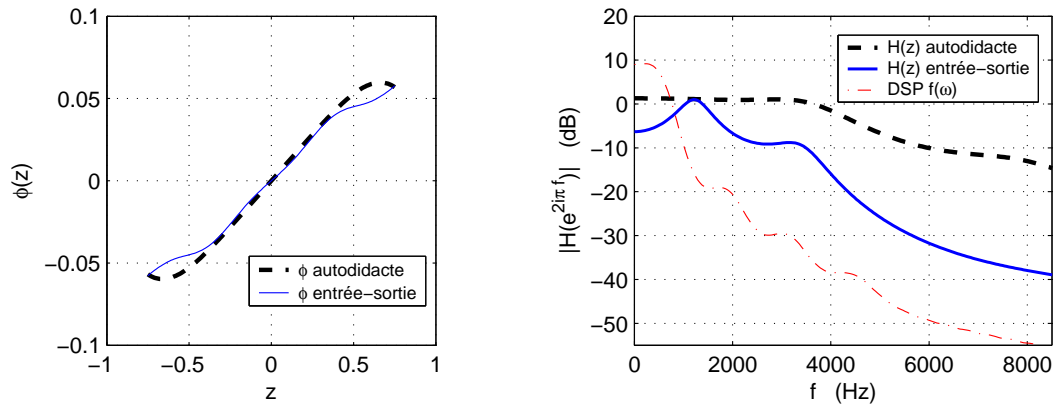 0.1
0.05
0
−0.05
−0.1
−1
−0.5
0
0.5
1
z
ϕ(z)
ϕ autodidacte
ϕ entrée−sortie
20
10
0
−10
−20
−30
−40
−50
0
2000
4000
6000
8000
f (Hz)
|H(e^{2iπ f})| (dB)
H(z) autodidacte
H(z) entrée−sortie
DSP f(ω)